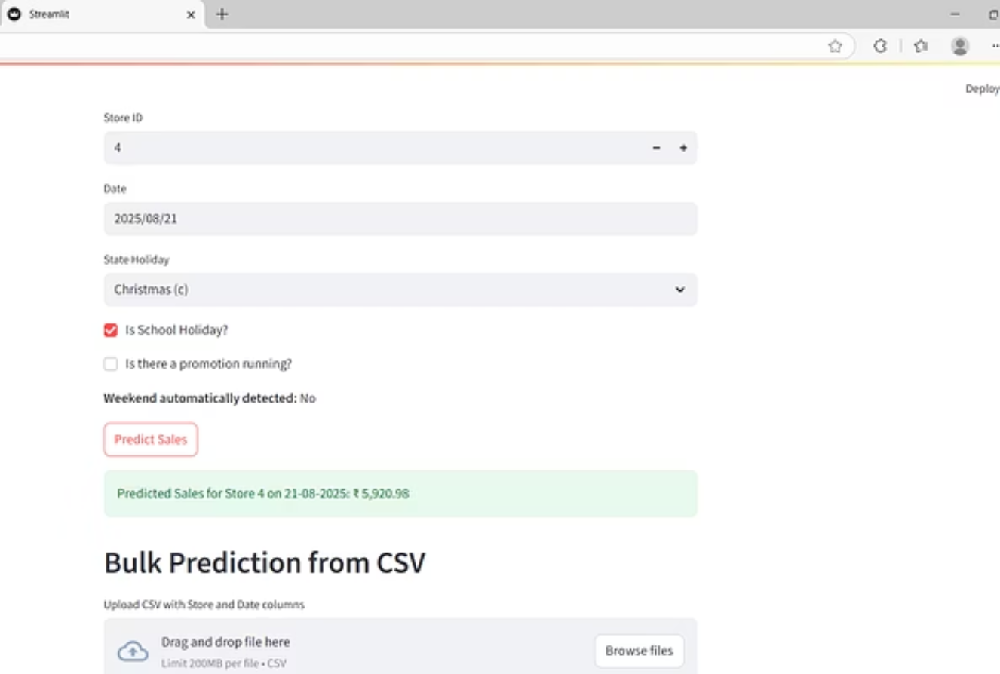 Streamlit
Deploy
Store ID
4
Date
2025/08/21
State Holiday
Christmas (c)
Is School Holiday?
Is there a promotion running?
Weekend automatically detected: No
Predict Sales
Predicted Sales for Store 4 on 21-08-2025: ₹ 5,920.98
Bulk Prediction from CSV
Upload CSV with Store and Date columns
Drag and drop file here
Browse files
Limit 200MB per file • CSV